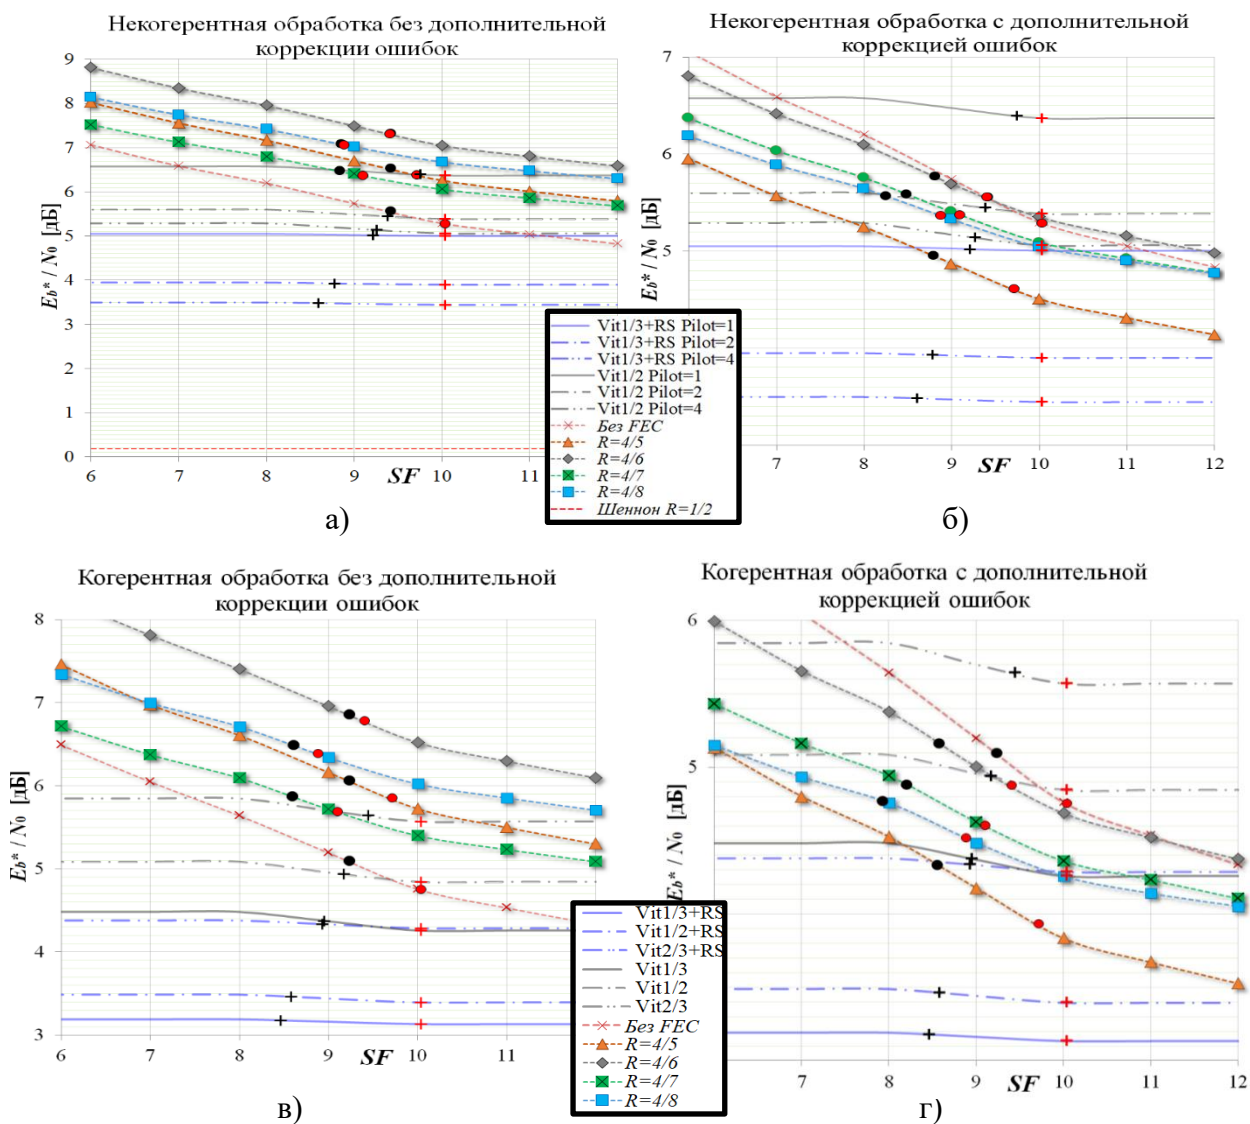 Некогерентная обработка без дополнительной
коррекции ошибок
9
8
7
6
5
4
3
2
1
0
Eb* / N0 [дБ]
6
7
8
9
SF
10
11
а)
Некогерентная обработка с дополнительной
коррекцией ошибок
7
6
5
Eb* / N0 [дБ]
7
8
9
SF
10
11
12
б)
Vit1/3+RS Pilot=1
Vit1/3+RS Pilot=2
Vit1/3+RS Pilot=4
Vit1/2 Pilot=1
Vit1/2 Pilot=2
Vit1/2 Pilot=4
Без FEC
R=4/5
R=4/6
R=4/7
R=4/8
Шеннон R=1/2
Когерентная обработка без дополнительной
коррекции ошибок
8
7
6
5
4
3
Eb* / N0 [дБ]
6
7
8
9
SF
10
11
в)
Когерентная обработка с дополнительной
коррекцией ошибок
6
5
Eb* / N0 [дБ]
7
8
9
SF
10
11
12
г)
Vit1/3+RS
Vit1/2+RS
Vit2/3+RS
Vit1/3
Vit1/2
Vit2/3
Без FEC
R=4/5
R=4/6
R=4/7
R=4/8